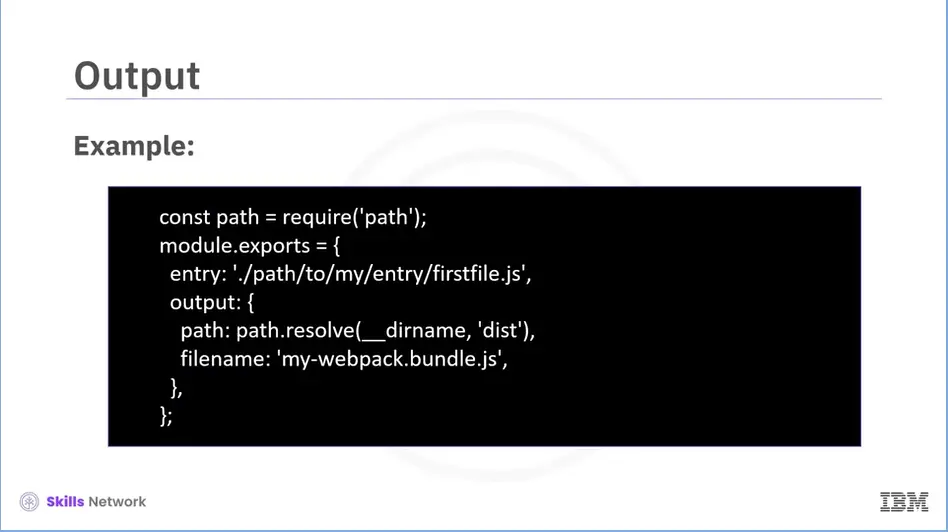 Output
Example:
const path = require('path');
module.exports = {
  entry: './path/to/my/entry/firstfile.js',
  output: {
    path: path.resolve(__dirname, 'dist'),
    filename: 'my-webpack.bundle.js',
  },
};
Skills Network
IBM